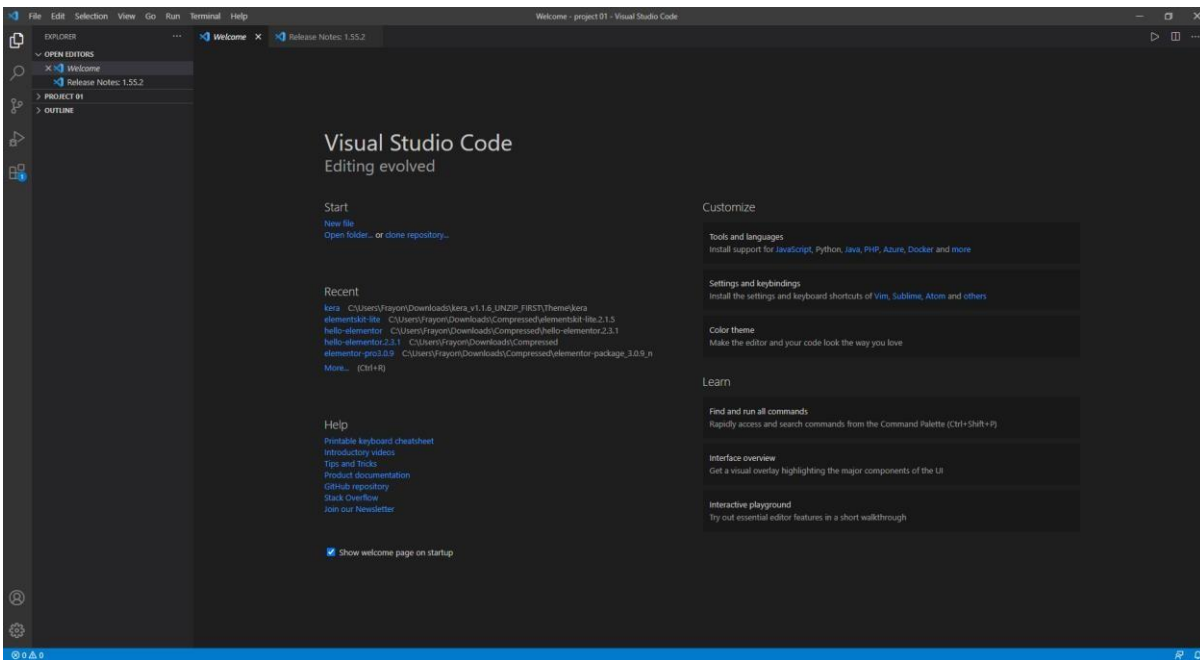 File Edit Selection View Go Run Terminal Help
Welcome - project 01 - Visual Studio Code
EXPLORER
Welcome
Release Notes: 1.55.2
OPEN EDITORS
Welcome
Release Notes: 1.55.2
PROJECT 01
OUTLINE
1
Visual Studio Code
Editing evolved
Start
New file
Open folder... or clone repository...
Recent
kera C:\Users\Frayon\Downloads\kera_v1.1.6_UNZIP_FIRST\Theme\kera
elementskit-lite C:\Users\Frayon\Downloads\Compressed\elementskit-lite.2.1.5
hello-elementor C:\Users\Frayon\Downloads\Compressed\hello-elementor.2.3.1
hello-elementor.2.3.1 C:\Users\Frayon\Downloads\Compressed
elementor-pro3.0.9 C:\Users\Frayon\Downloads\Compressed\elementor-package_3.0.9_n
More... (Ctrl+R)
Help
Printable keyboard cheatsheet
Introductory videos
Tips and Tricks
Product documentation
GitHub repository
Stack Overflow
Join our Newsletter
Show welcome page on startup
Customize
Tools and languages
Install support for JavaScript, Python, Java, PHP, Azure, Docker and more
Settings and keybindings
Install the settings and keyboard shortcuts of Vim, Sublime, Atom and others
Color theme
Make the editor and your code look the way you love
Learn
Find and run all commands
Rapidly access and search commands from the Command Palette (Ctrl+Shift+P)
Interface overview
Get a visual overlay highlighting the major components of the UI
Interactive playground
Try out essential editor features in a short walkthrough
0 0